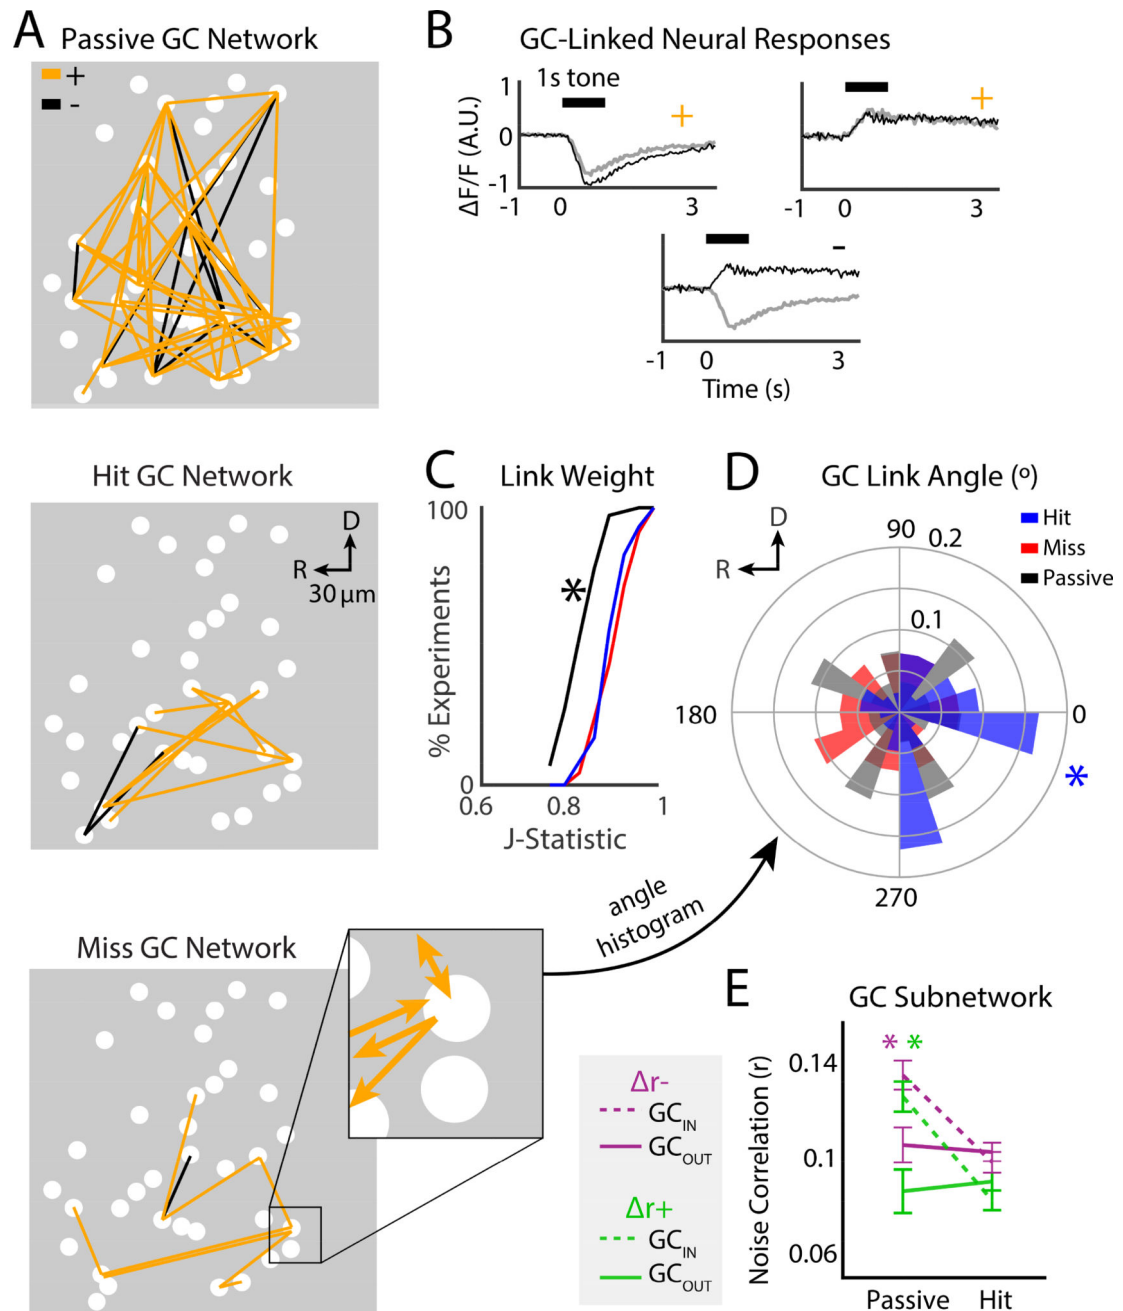 A Passive GC Network
+
-
B GC-Linked Neural Responses
1s tone
ΔF/F (A.U.)
1
0
-1
-1 0 3
+
-1 0 3
+
-1 0 3
-
Time (s)
Hit GC Network
D
R
30 µm
C Link Weight
% Experiments
100
0
0.6 0.8 1
J-Statistic
*
D GC Link Angle (º)
D
R
Hit
Miss
Passive
90 0.2
0.1
180
0
270
*
angle
histogram
Miss GC Network
Δr-
GCIN
GCOUT
Δr+
GCIN
GCOUT
E GC Subnetwork
Noise Correlation (r)
* *
0.14
0.1
0.06
Passive Hit